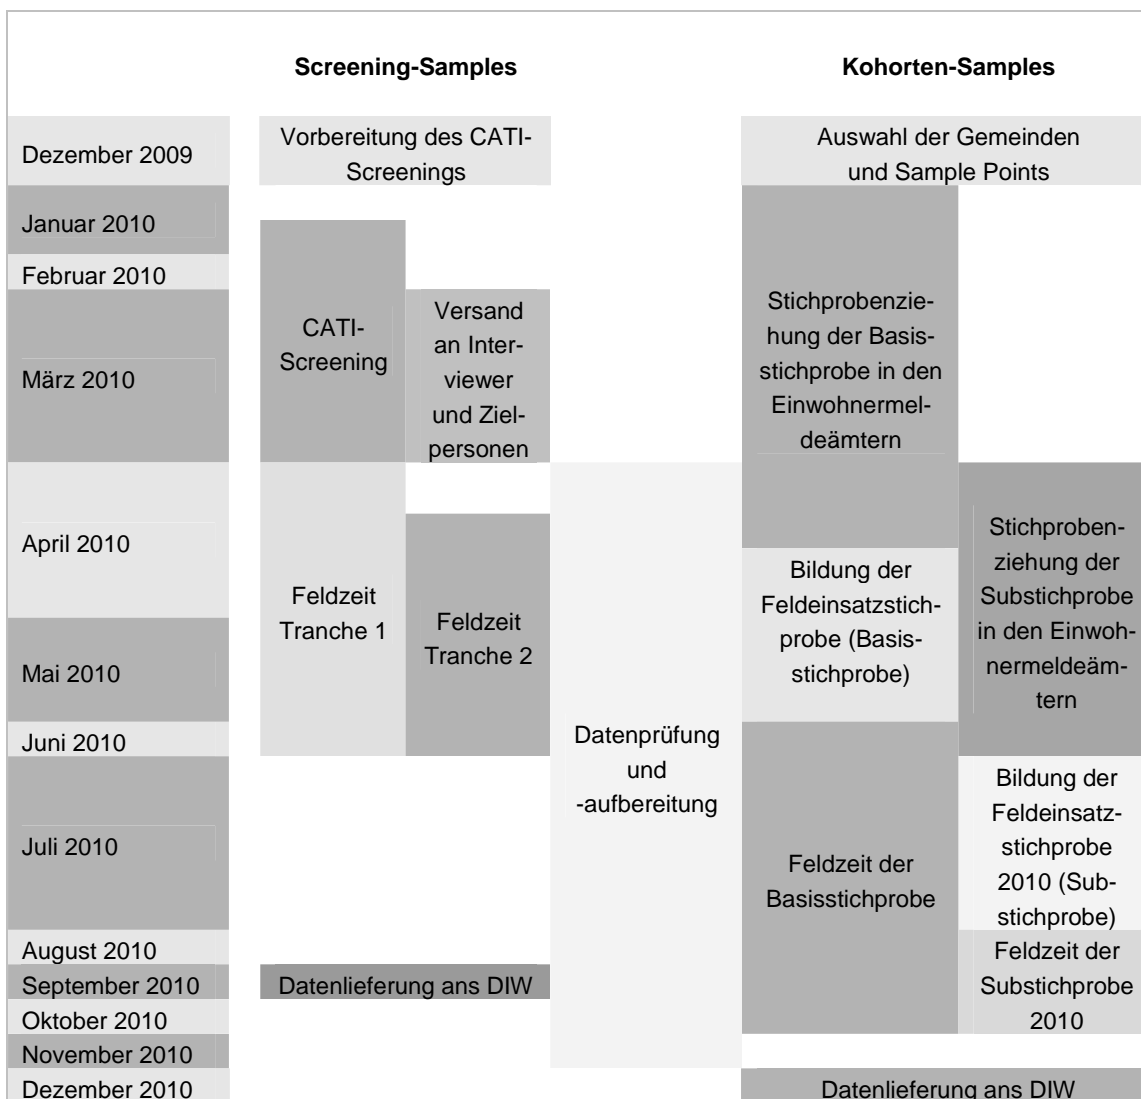 Screening-Samples
Kohorten-Samples
Dezember 2009
Vorbereitung des CATI-
Screenings
Auswahl der Gemeinden
und Sample Points
Januar 2010
Februar 2010
März 2010
CATI-
Screening
Versand
an Inter-
viewer
und Ziel-
personen
Stichprobenzie-
hung der Basis-
stichprobe in den
Einwohnermel-
deämtern
April 2010
Mai 2010
Juni 2010
Feldzeit
Tranche 1
Feldzeit
Tranche 2
Datenprüfung
und
-aufbereitung
Bildung der
Feldeinsatzstich-
probe (Basis-
stichprobe)
Stichproben-
ziehung der
Substichprobe
in den Einwoh-
nermeldeäm-
tern
Juli 2010
Feldzeit der
Basisstichprobe
Bildung der
Feldeinsatz-
stichprobe
2010 (Sub-
stichprobe)
August 2010
September 2010
Oktober 2010
Datenlieferung ans DIW
Feldzeit der
Substichprobe
2010
November 2010
Dezember 2010
Datenlieferung ans DIW